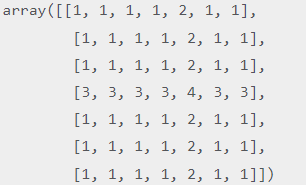 array([[1, 1, 1, 1, 2, 1, 1],
       [1, 1, 1, 1, 2, 1, 1],
       [1, 1, 1, 1, 2, 1, 1],
       [3, 3, 3, 3, 4, 3, 3],
       [1, 1, 1, 1, 2, 1, 1],
       [1, 1, 1, 1, 2, 1, 1],
       [1, 1, 1, 1, 2, 1, 1]])